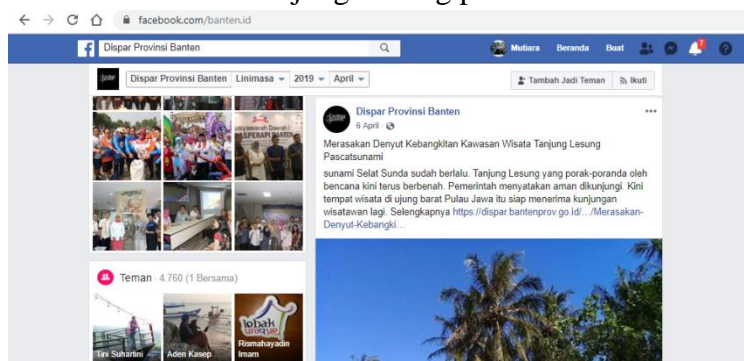 facebook.com/banten.id
Dispar Provinsi Banten
Mutiara Beranda Buat
7
Dispar Provinsi Banten Linimasa 2019 April
Tambah Jadi Teman Ikuti
Dispar Provinsi Banten
6 April
Merasakan Denyut Kebangkitan Kawasan Wisata Tanjung Lesung
Pascatsunami
sunami Selat Sunda sudah berlalu. Tanjung Lesung yang porak-poranda oleh
bencana kini terus berbenah. Pemerintah menyatakan aman dikunjungi. Kini
tempat wisata di ujung barat Pulau Jawa itu siap menerima kunjungan
wisatawan lagi. Selengkapnya https://dispar.bantenprov.go.id/.../Merasakan-
Denyut-Kebangki...
Teman · 4.760 (1 Bersama)
Tini Suhartini
Aden Kasep
lobak
unique
Rismahayadin
Imam